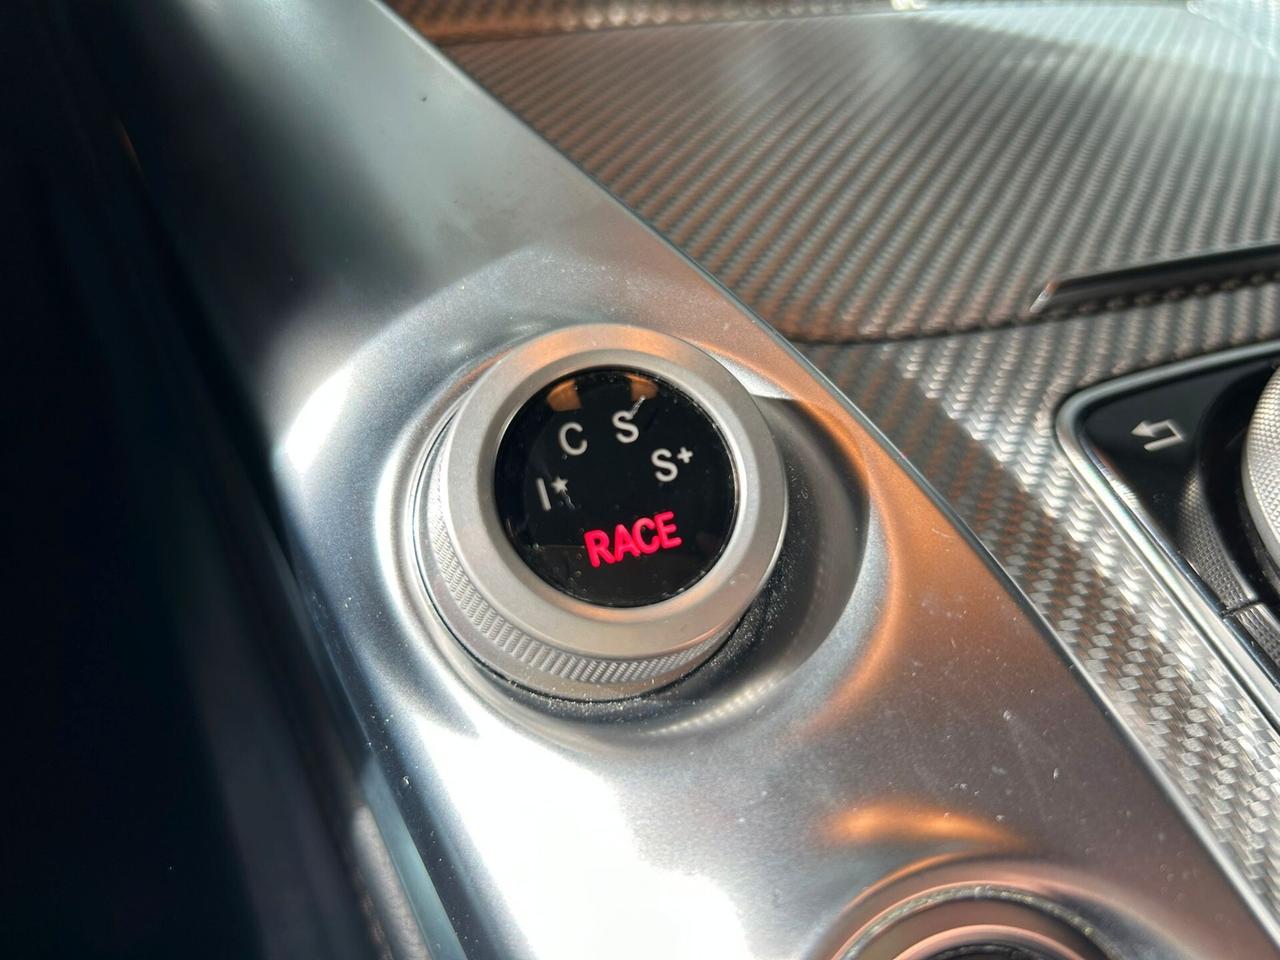 C S
I★ S+
RACE